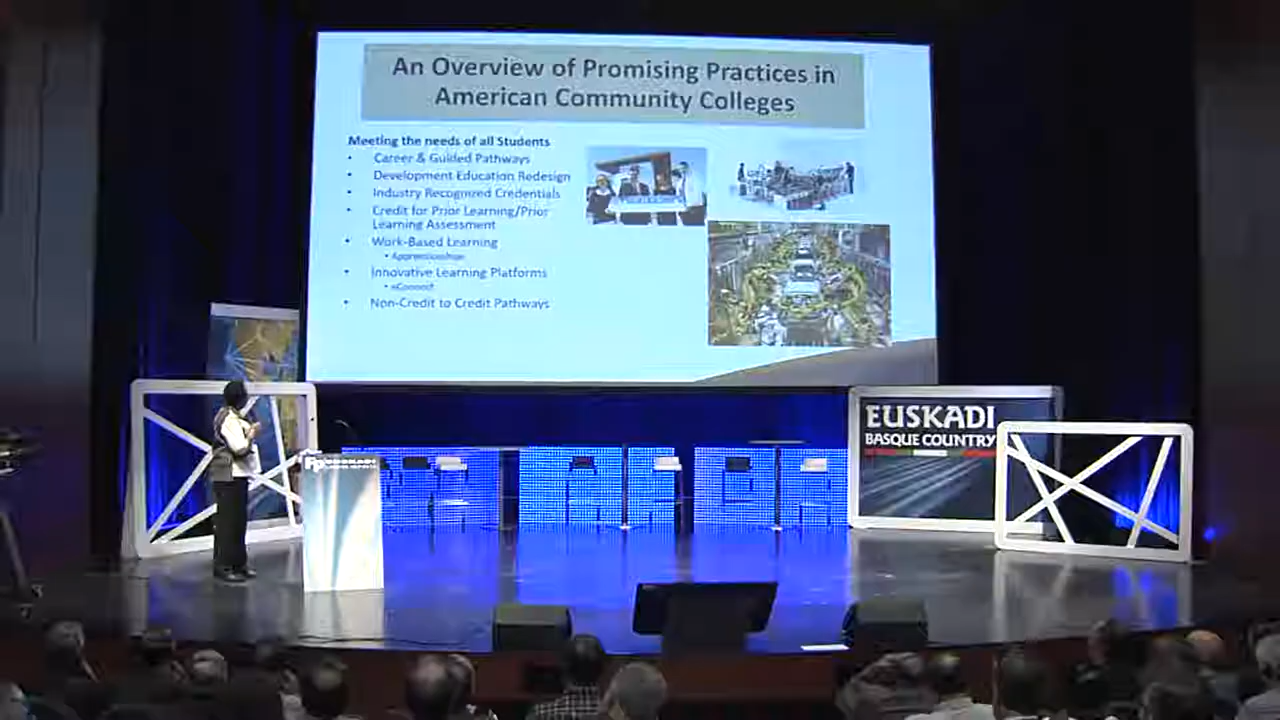 An Overview of Promising Practices in
American Community Colleges
Meeting the needs of all Students
• Career & Guided Pathways
• Development Education Redesign
• Industry Recognized Credentials
• Credit for Prior Learning/Prior
Learning Assessment
• Work-Based Learning
• Apprenticeships
• Innovative Learning Platforms
• eConnect
• Non-Credit to Credit Pathways
EUSKADI
BASQUE COUNTRY